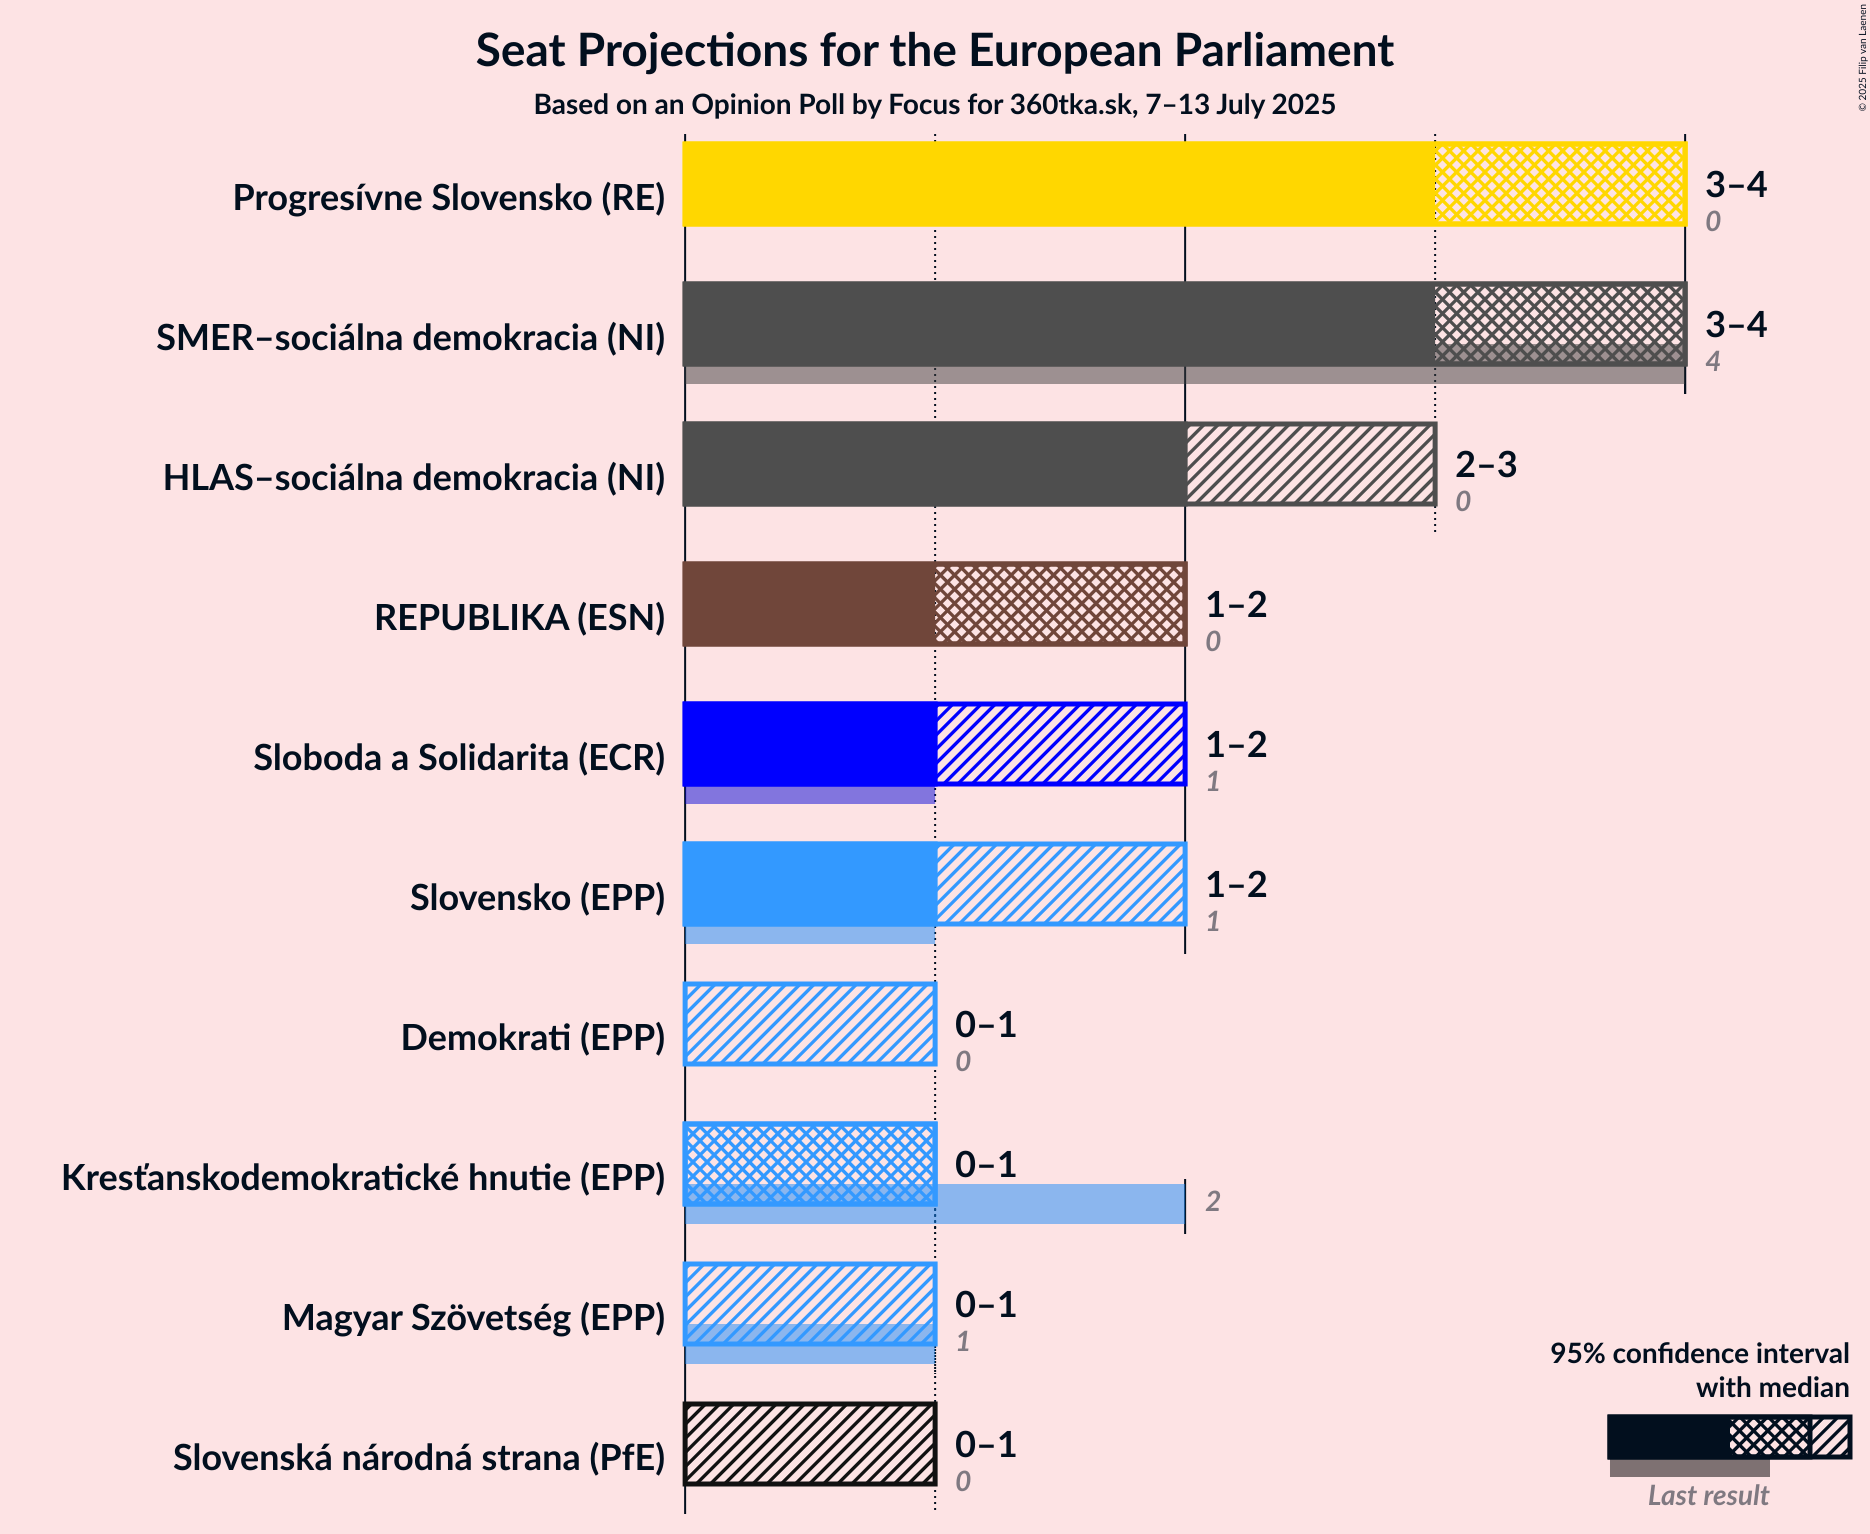 Seat Projections for the European Parliament
Based on an Opinion Poll by Focus for 360tka.sk, 7–13 July 2025
© 2025 Filip van Laenen
Progresívne Slovensko (RE)
3–4
0
SMER–sociálna demokracia (NI)
3–4
4
HLAS–sociálna demokracia (NI)
2–3
0
REPUBLIKA (ESN)
1–2
0
Sloboda a Solidarita (ECR)
1–2
1
Slovensko (EPP)
1–2
1
Demokrati (EPP)
0–1
0
Kresťanskodemokratické hnutie (EPP)
0–1
2
Magyar Szövetség (EPP)
0–1
1
Slovenská národná strana (PfE)
0–1
0
95% confidence interval
with median
Last result